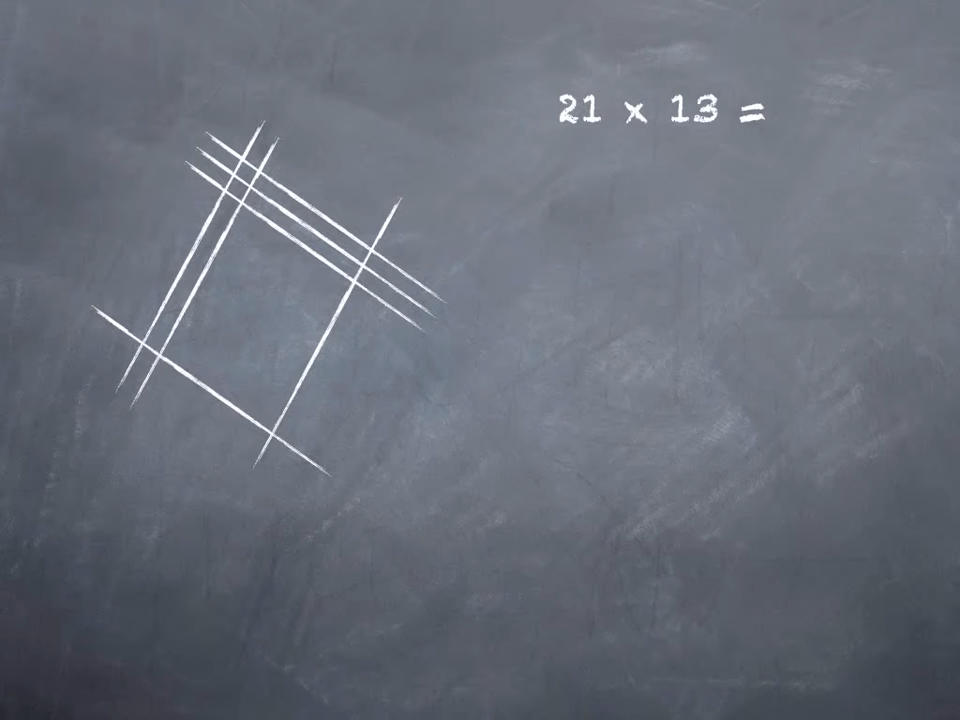 21 x 13 =